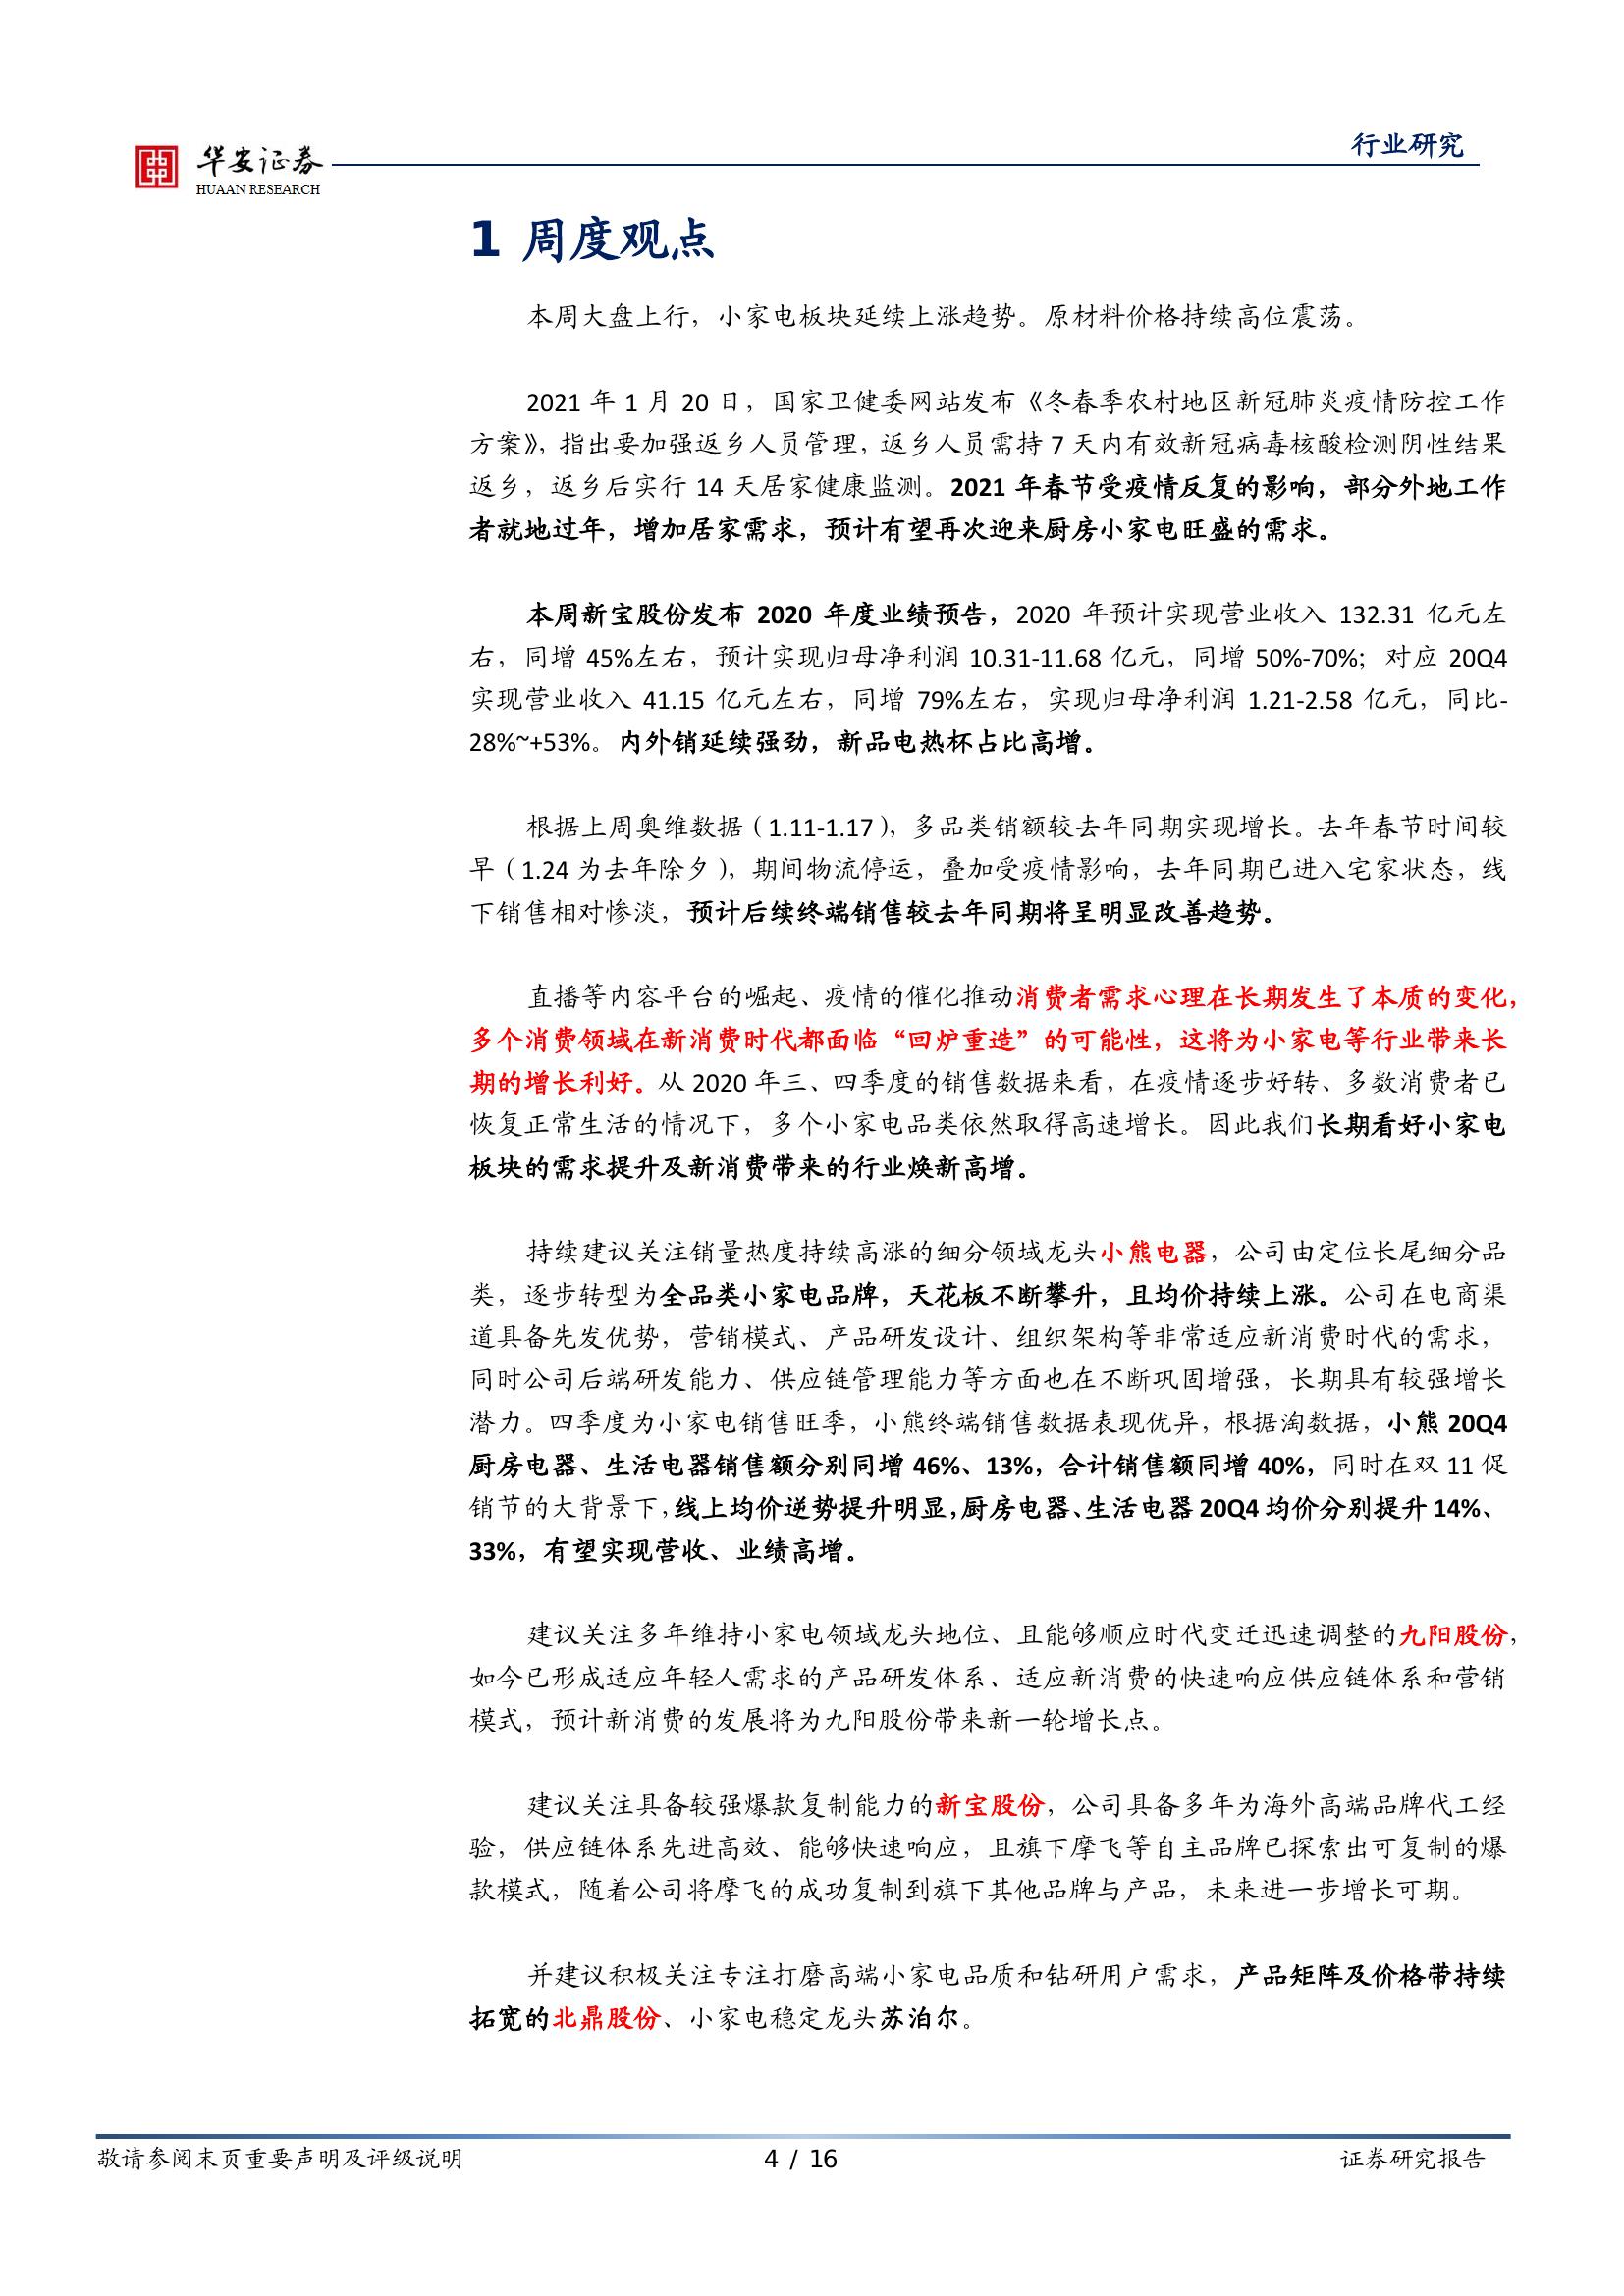 行业研究
华安证券
HUAAN RESEARCH
1 周度观点
本周大盘上行，小家电板块延续上涨趋势。原材料价格持续高位震荡。
2021 年 1 月 20 日，国家卫健委网站发布《冬春季农村地区新冠肺炎疫情防控工作
方案》，指出要加强返乡人员管理，返乡人员需持 7 天内有效新冠病毒核酸检测阴性结果
返乡，返乡后实行 14 天居家健康监测。2021 年春节受疫情反复的影响，部分外地工作
者就地过年，增加居家需求，预计有望再次迎来厨房小家电旺盛的需求。
本周新宝股份发布 2020 年度业绩预告，2020 年预计实现营业收入 132.31 亿元左
右，同增 45%左右，预计实现归母净利润 10.31-11.68 亿元，同增 50%-70%；对应 20Q4
实现营业收入 41.15 亿元左右，同增 79%左右，实现归母净利润 1.21-2.58 亿元，同比-
28%~+53%。内外销延续强劲，新品电热杯占比高增。
根据上周奥维数据（1.11-1.17），多品类销额较去年同期实现增长。去年春节时间较
早（1.24 为去年除夕），期间物流停运，叠加受疫情影响，去年同期已进入宅家状态，线
下销售相对惨淡，预计后续终端销售较去年同期将呈明显改善趋势。
直播等内容平台的崛起、疫情的催化推动消费者需求心理在长期发生了本质的变化，
多个消费领域在新消费时代都面临“回炉重造”的可能性，这将为小家电等行业带来长
期的增长利好。从 2020 年三、四季度的销售数据来看，在疫情逐步好转、多数消费者已
恢复正常生活的情况下，多个小家电品类依然取得高速增长。因此我们长期看好小家电
板块的需求提升及新消费带来的行业焕新高增。
持续建议关注销量热度持续高涨的细分领域龙头小熊电器，公司由定位长尾细分品
类，逐步转型为全品类小家电品牌，天花板不断攀升，且均价持续上涨。公司在电商渠
道具备先发优势，营销模式、产品研发设计、组织架构等非常适应新消费时代的需求，
同时公司后端研发能力、供应链管理能力等方面也在不断巩固增强，长期具有较强增长
潜力。四季度为小家电销售旺季，小熊终端销售数据表现优异，根据淘数据，小熊 20Q4
厨房电器、生活电器销售额分别同增 46%、13%，合计销售额同增 40%，同时在双 11 促
销节的大背景下，线上均价逆势提升明显，厨房电器、生活电器 20Q4 均价分别提升 14%、
33%，有望实现营收、业绩高增。
建议关注多年维持小家电领域龙头地位、且能够顺应时代变迁迅速调整的九阳股份，
如今已形成适应年轻人需求的产品研发体系、适应新消费的快速响应供应链体系和营销
模式，预计新消费的发展将为九阳股份带来新一轮增长点。
建议关注具备较强爆款复制能力的新宝股份，公司具备多年为海外高端品牌代工经
验，供应链体系先进高效、能够快速响应，且旗下摩飞等自主品牌已探索出可复制的爆
款模式，随着公司将摩飞的成功复制到旗下其他品牌与产品，未来进一步增长可期。
并建议积极关注专注打磨高端小家电品质和钻研用户需求，产品矩阵及价格带持续
拓宽的北鼎股份、小家电稳定龙头苏泊尔。
敬请参阅末页重要声明及评级说明
4 / 16
证券研究报告